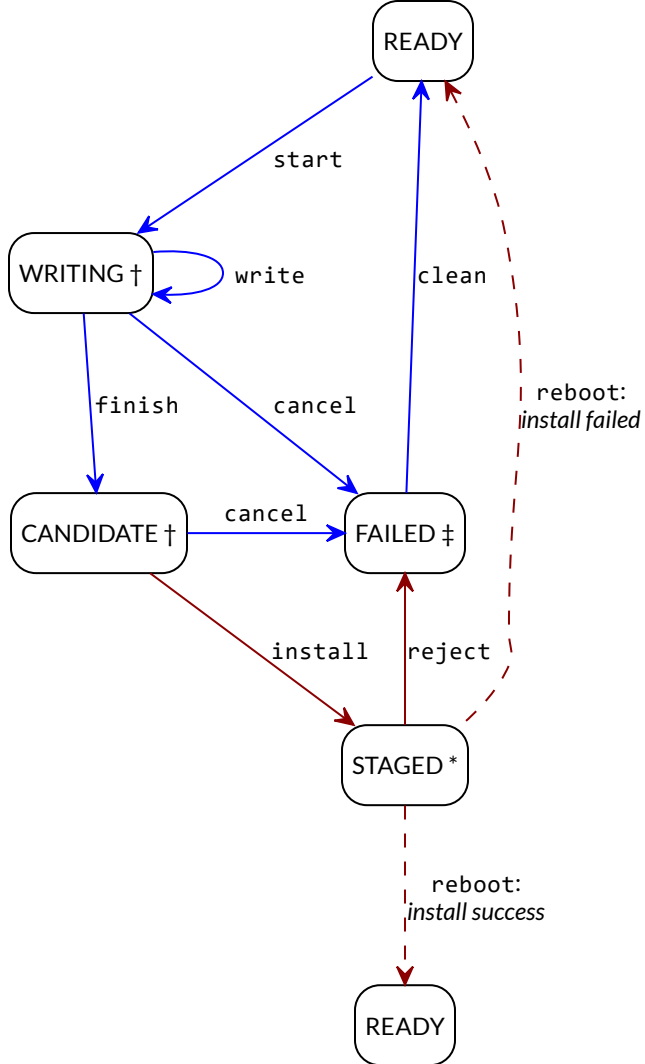 READY
start
WRITING †
write
clean
reboot:
install failed
finish
cancel
cancel
CANDIDATE †
FAILED ‡
install
reject
STAGED *
reboot:
install success
READY